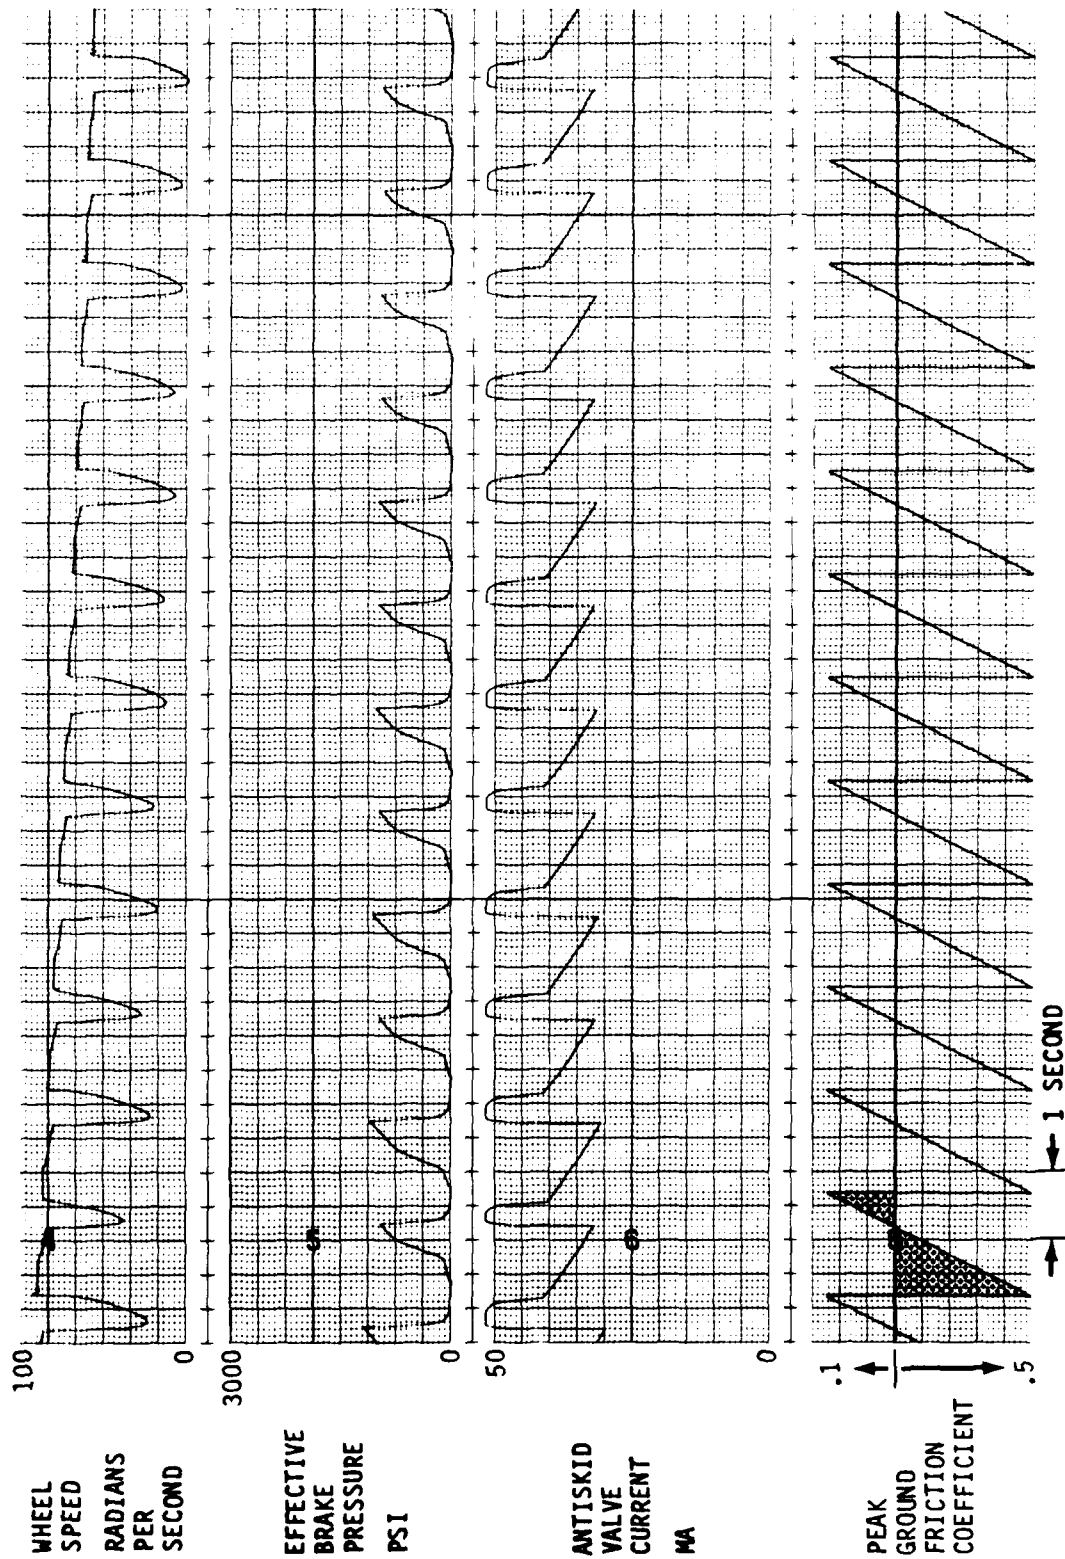 WHEEL
SPEED
RADIANS
PER
SECOND
100
0
EFFECTIVE
BRAKE
PRESSURE
PSI
3000
0
ANTISKID
VALVE
CURRENT
MA
50
0
PEAK
GROUND
FRICTION
COEFFICIENT
.1
.5
1 SECOND